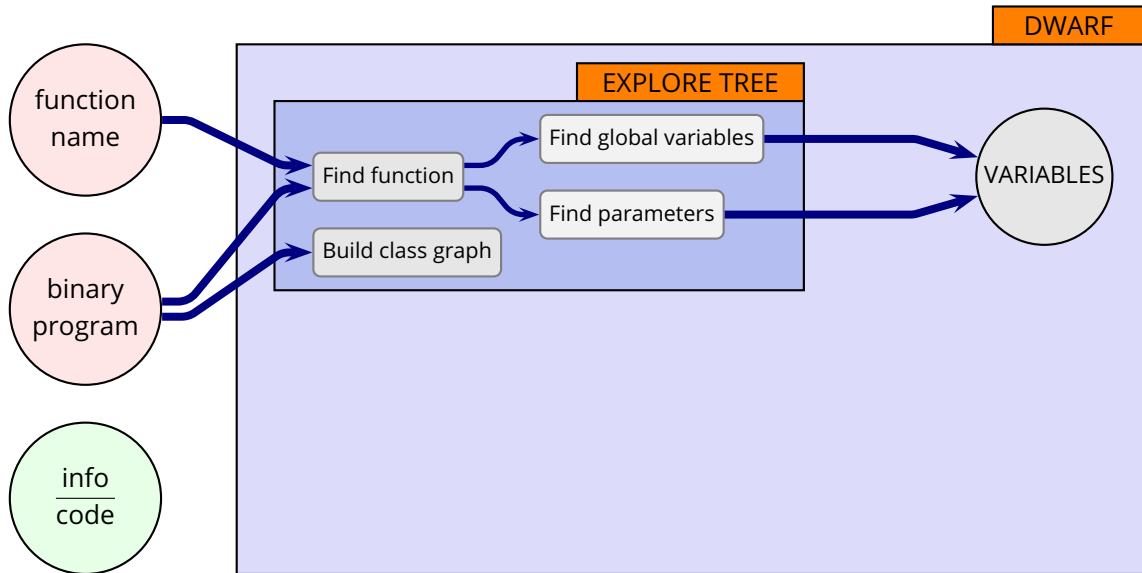 DWARF
EXPLORE TREE
function
name
Find global variables
Find function
VARIABLES
Find parameters
Build class graph
binary
program
info
code